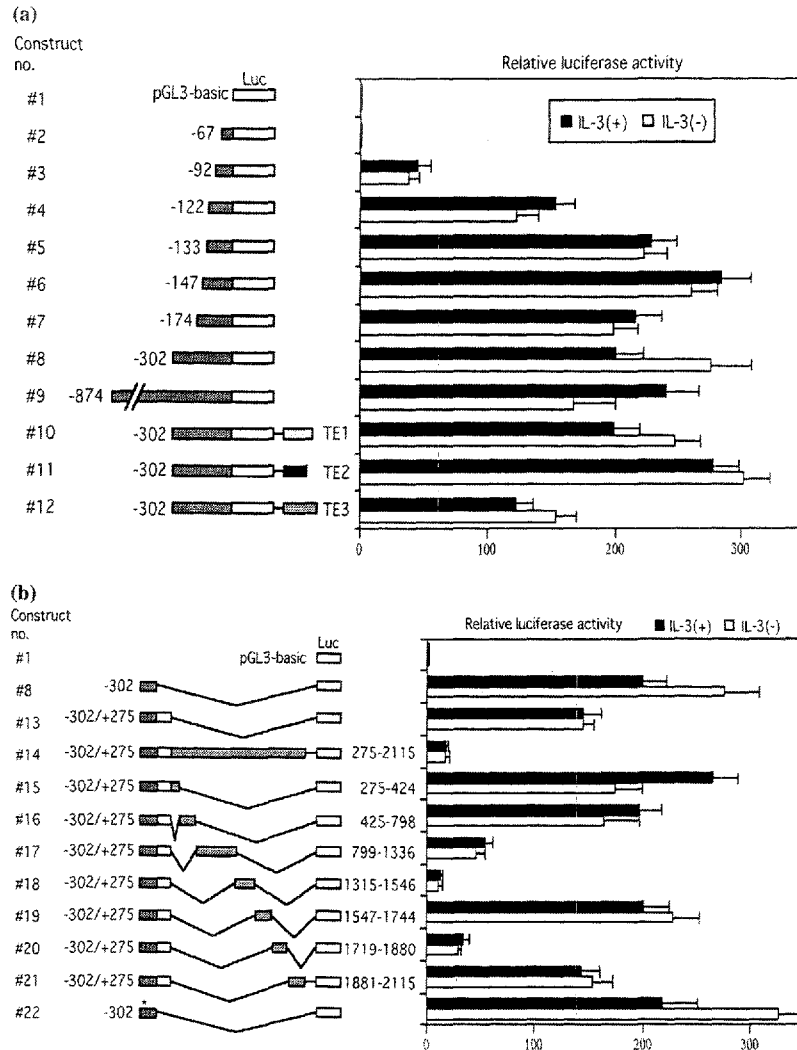 (a)
Construct
no.
Luc
Relative luciferase activity
IL-3(+) IL-3(-)
#1 pGL3-basic
#2 -67
#3 -92
#4 -122
#5 -133
#6 -147
#7 -174
#8 -302
#9 -874
#10 -302 TE1
#11 -302 TE2
#12 -302 TE3
0 100 200 300
(b)
Construct
no.
Luc
Relative luciferase activity IL-3(+) IL-3(-)
#1 pGL3-basic
#8 -302
#13 -302/+275
#14 -302/+275 275-2115
#15 -302/+275 275-424
#16 -302/+275 425-798
#17 -302/+275 799-1336
#18 -302/+275 1315-1546
#19 -302/+275 1547-1744
#20 -302/+275 1719-1880
#21 -302/+275 1881-2115
*
#22 -302
0 100 200 300